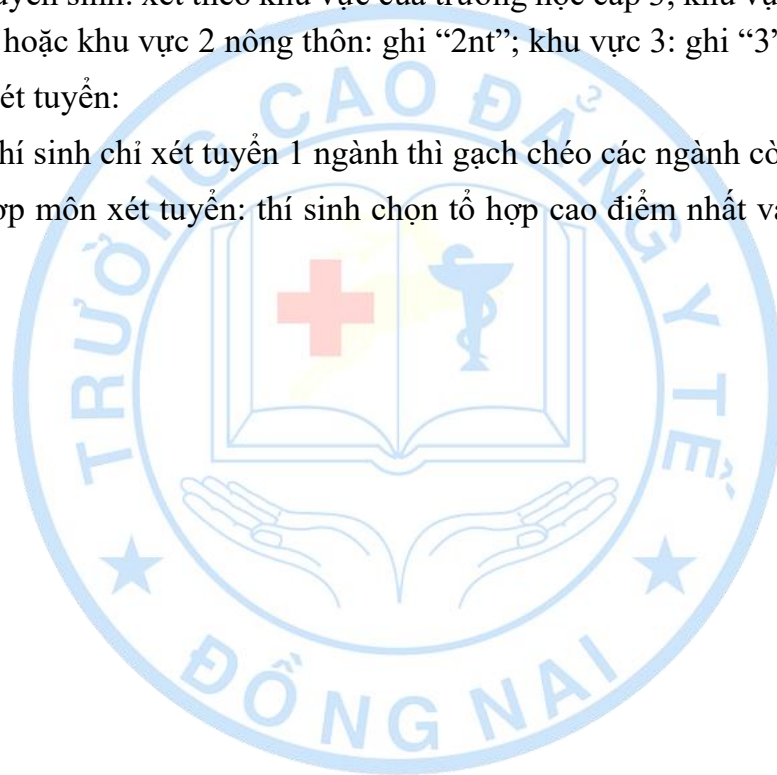 uyển sinh: xét theo khu vực của trường học cấp 3, khu vự
hoặc khu vực 2 nông thôn: ghi “2nt”; khu vực 3: ghi “3”
ét tuyển:
hí sinh chỉ xét tuyển 1 ngành thì gạch chéo các ngành cò
ợp môn xét tuyển: thí sinh chọn tổ hợp cao điểm nhất và
TRƯỜNG CAO ĐẲNG Y TẾ
ĐỒNG NAI